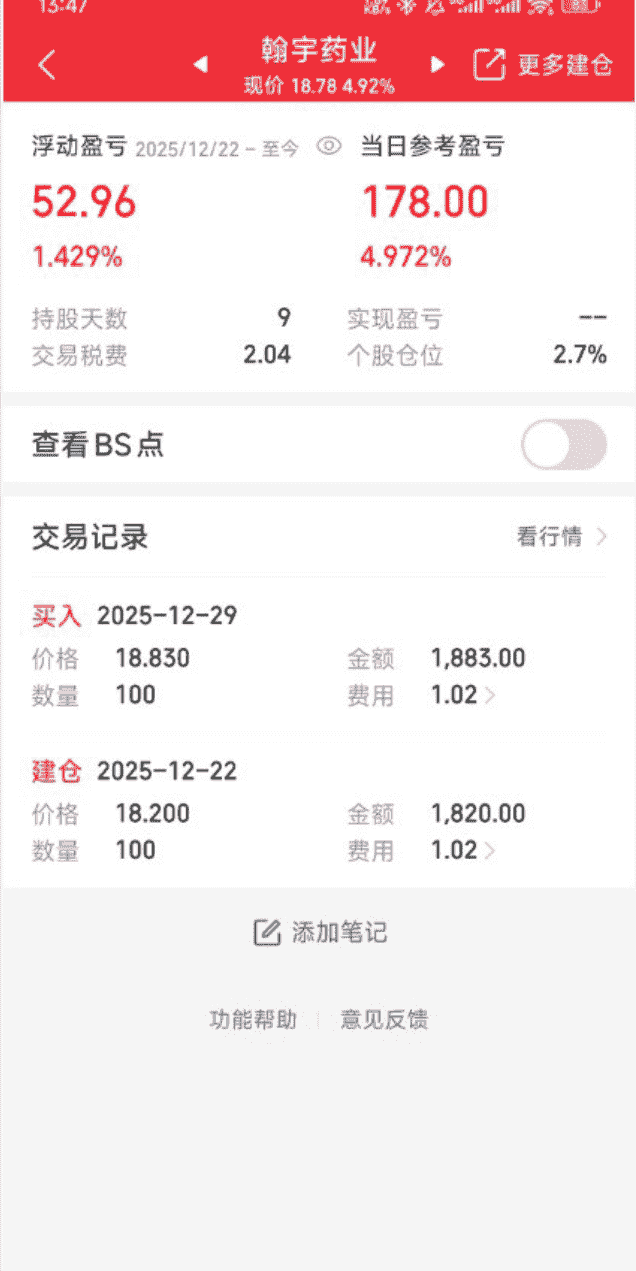 13:47
翰宇药业
现价 18.78 4.92%
更多建仓
浮动盈亏 2025/12/22 - 至今
当日参考盈亏
52.96
178.00
1.429%
4.972%
持股天数 9
实现盈亏 --
交易税费 2.04
个股仓位 2.7%
查看BS点
交易记录
看行情
买入 2025-12-29
价格 18.830
金额 1,883.00
数量 100
费用 1.02
建仓 2025-12-22
价格 18.200
金额 1,820.00
数量 100
费用 1.02
添加笔记
功能帮助
意见反馈